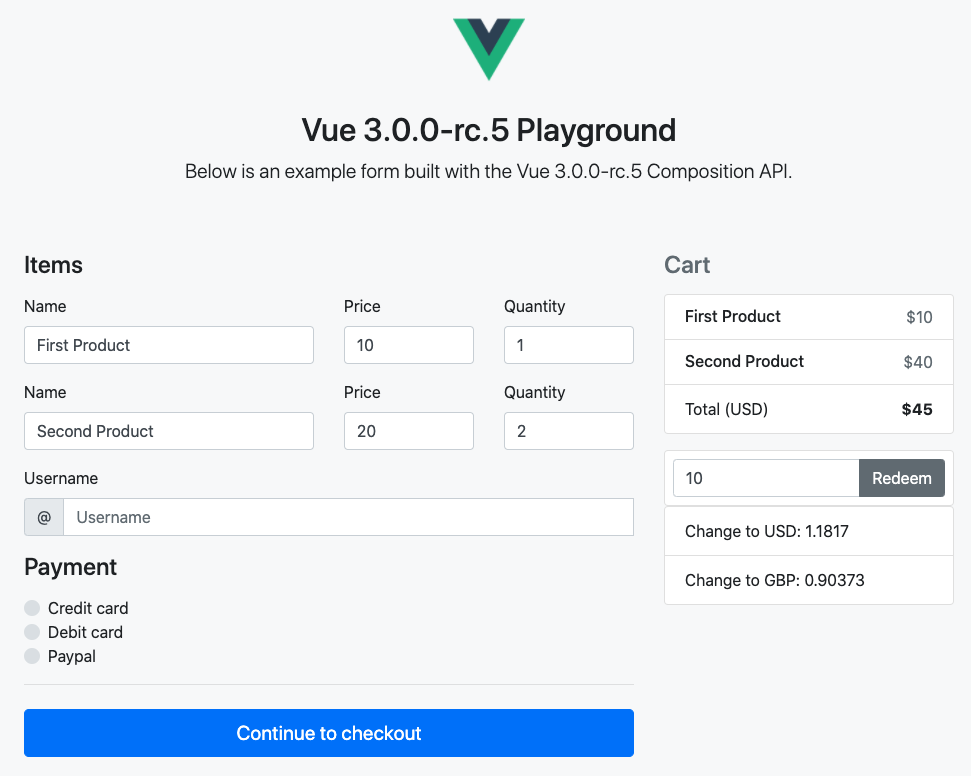 Vue 3.0.0-rc.5 Playground
Below is an example form built with the Vue 3.0.0-rc.5 Composition API.
Items
Name Price Quantity
First Product 10 1
Name Price Quantity
Second Product 20 2
Username
@ Username
Payment
Credit card
Debit card
Paypal
Continue to checkout
Cart
First Product $10
Second Product $40
Total (USD) $45
10 Redeem
Change to USD: 1.1817
Change to GBP: 0.90373